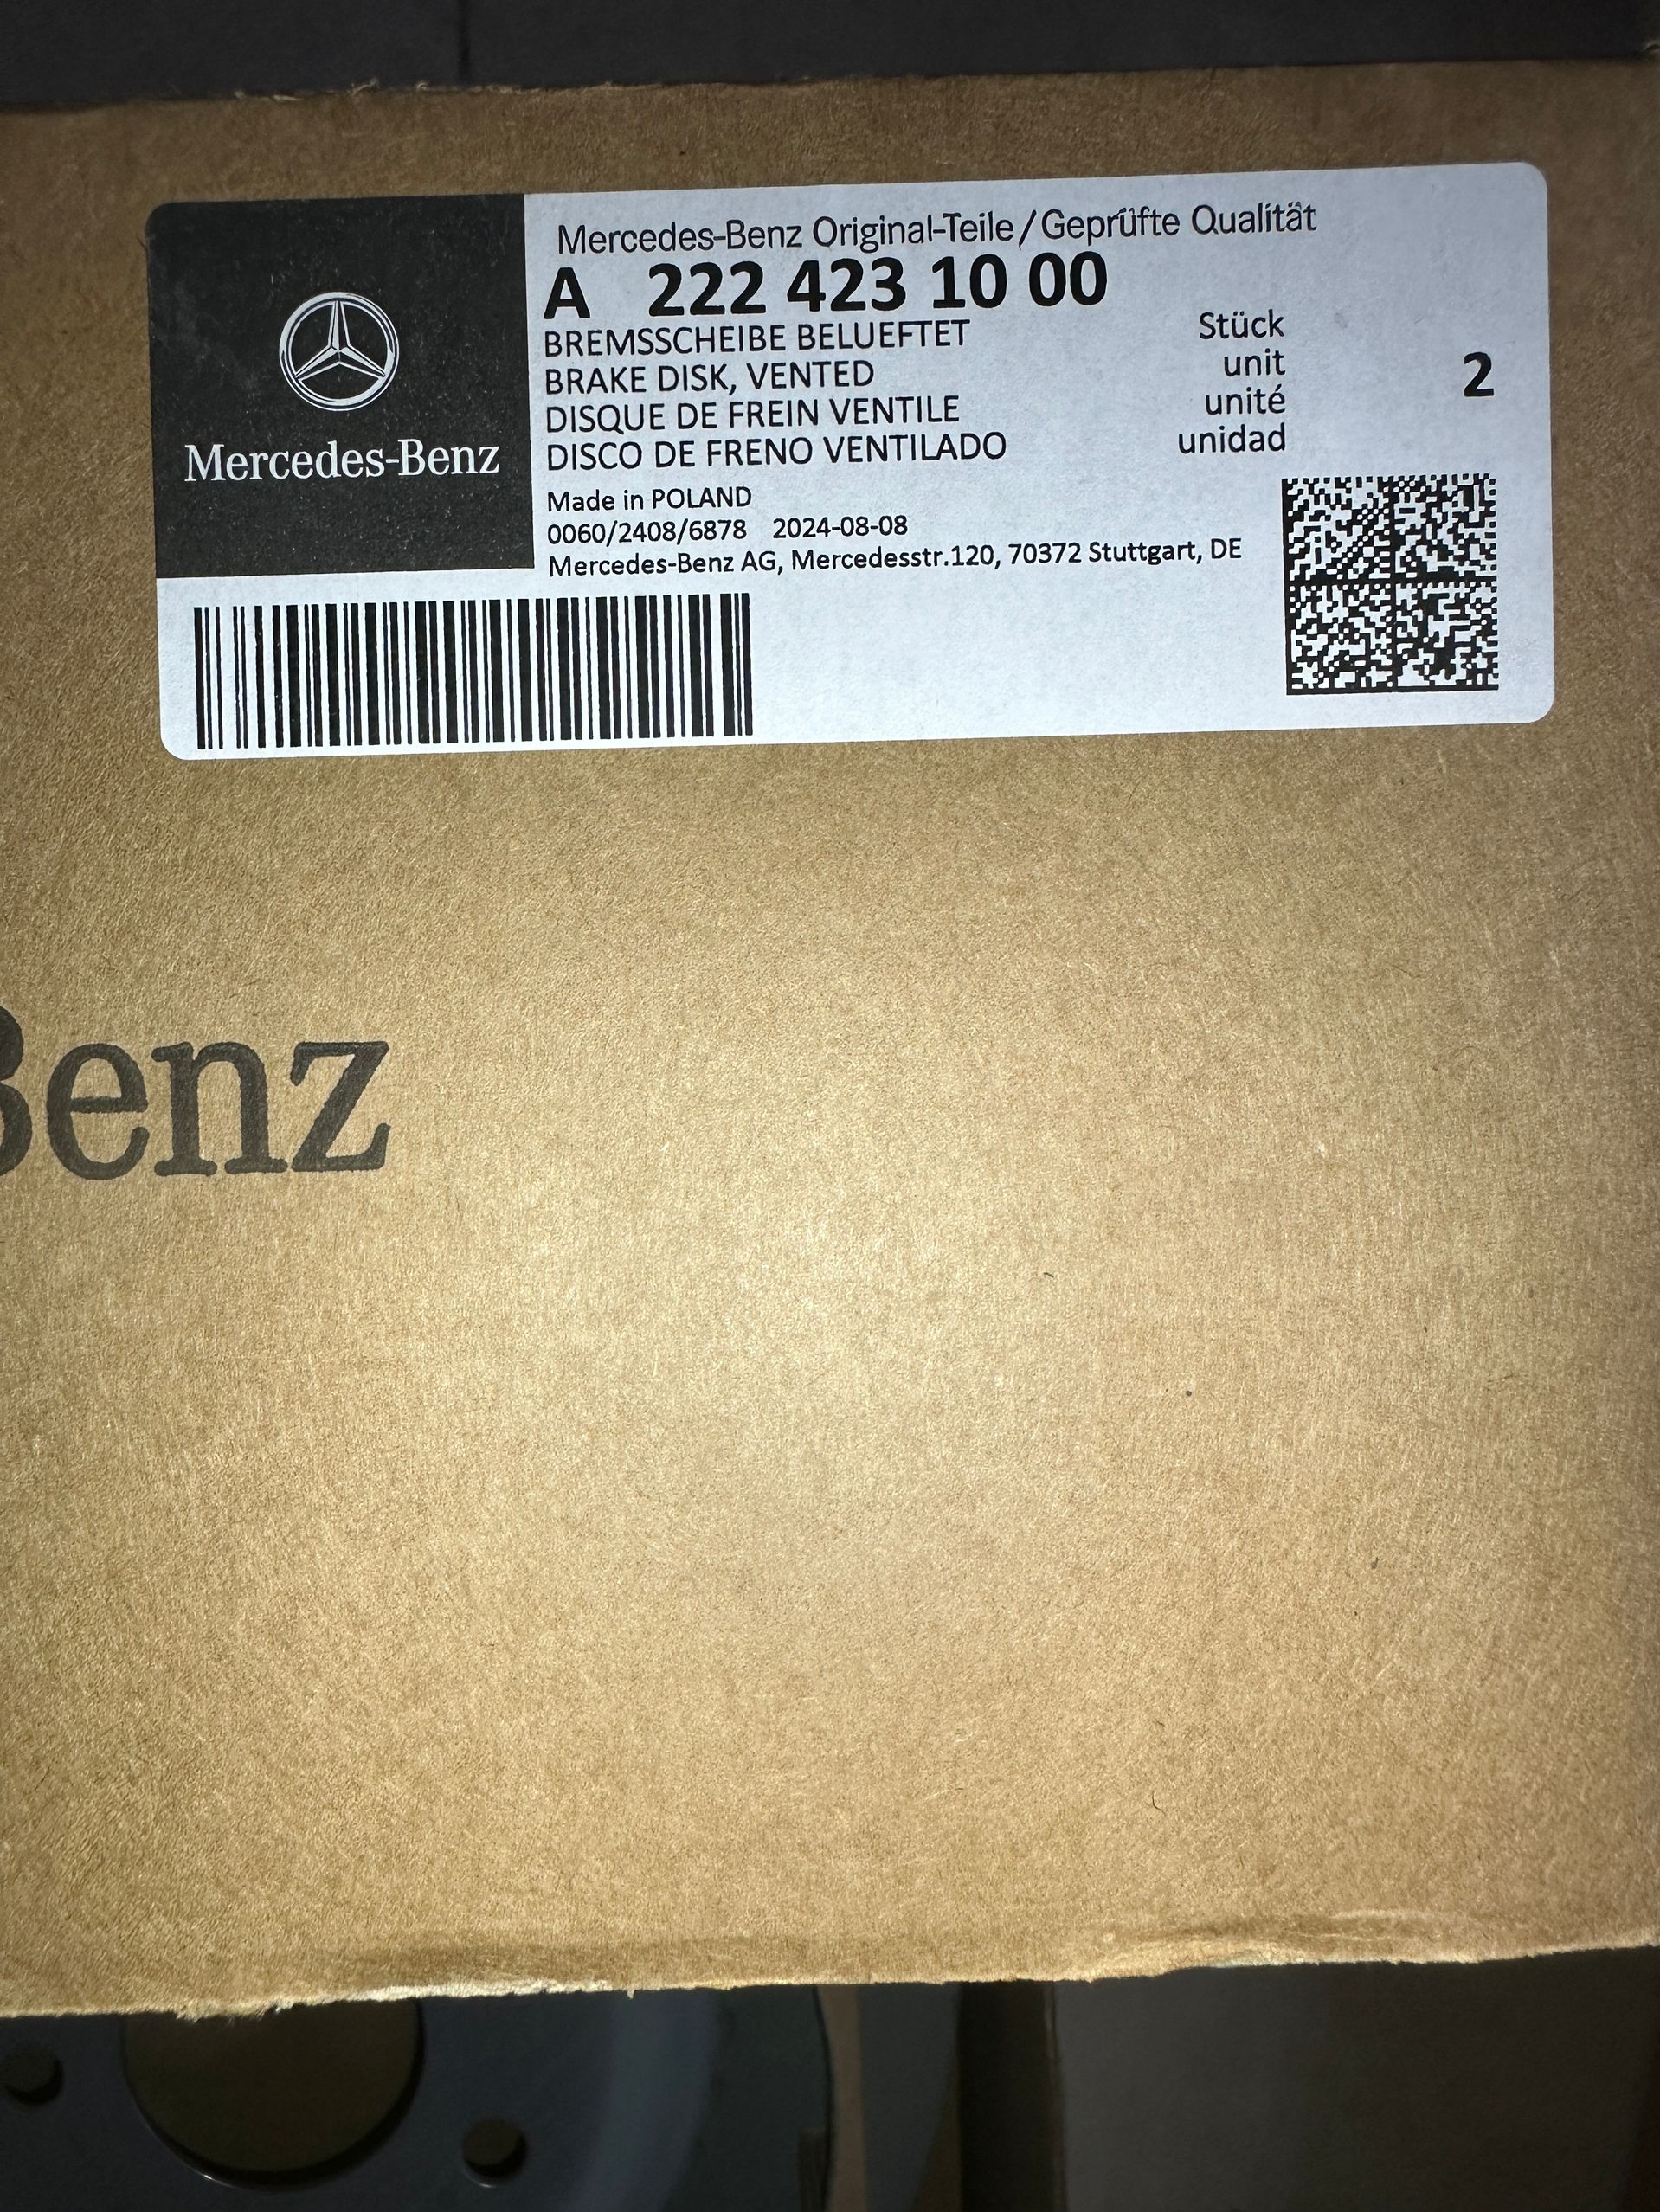 Mercedes-Benz Original-Teile/Geprüfte Qualität
A 222 423 10 00
BREMSSCHEIBE BELUEFTET Stück
BRAKE DISK, VENTED unit 2
DISQUE DE FREIN VENTILE unité
DISCO DE FRENO VENTILADO unidad
Mercedes-Benz
Made in POLAND
0060/2408/6878 2024-08-08
Mercedes-Benz AG, Mercedesstr.120, 70372 Stuttgart, DE
Benz